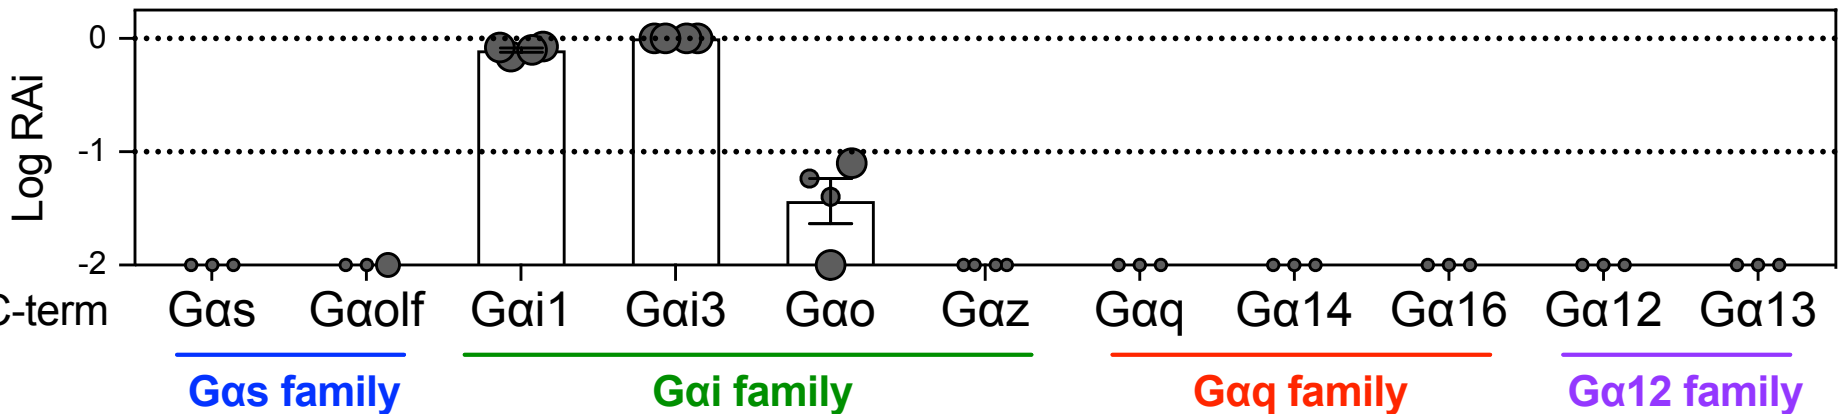 0
Log RAi
-1
-2
C-term Gαs Gαolf Gαi1 Gαi3 Gαo Gαz Gαq Gα14 Gα16 Gα12 Gα13
Gαs family Gαi family Gαq family Gα12 family